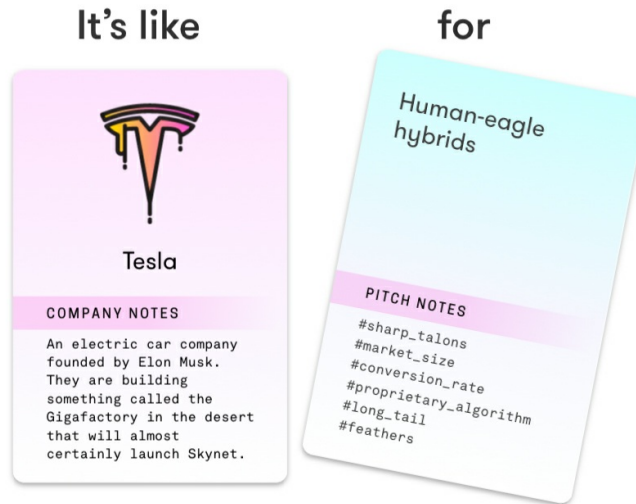 It’s like
for
Tesla
COMPANY NOTES
An electric car company
founded by Elon Musk.
They are building
something called the
Gigafactory in the desert
that will almost
certainly launch Skynet.
Human-eagle
hybrids
PITCH NOTES
#sharp_talons
#market_size
#conversion_rate
#proprietary_algorithm
#long_tail
#feathers